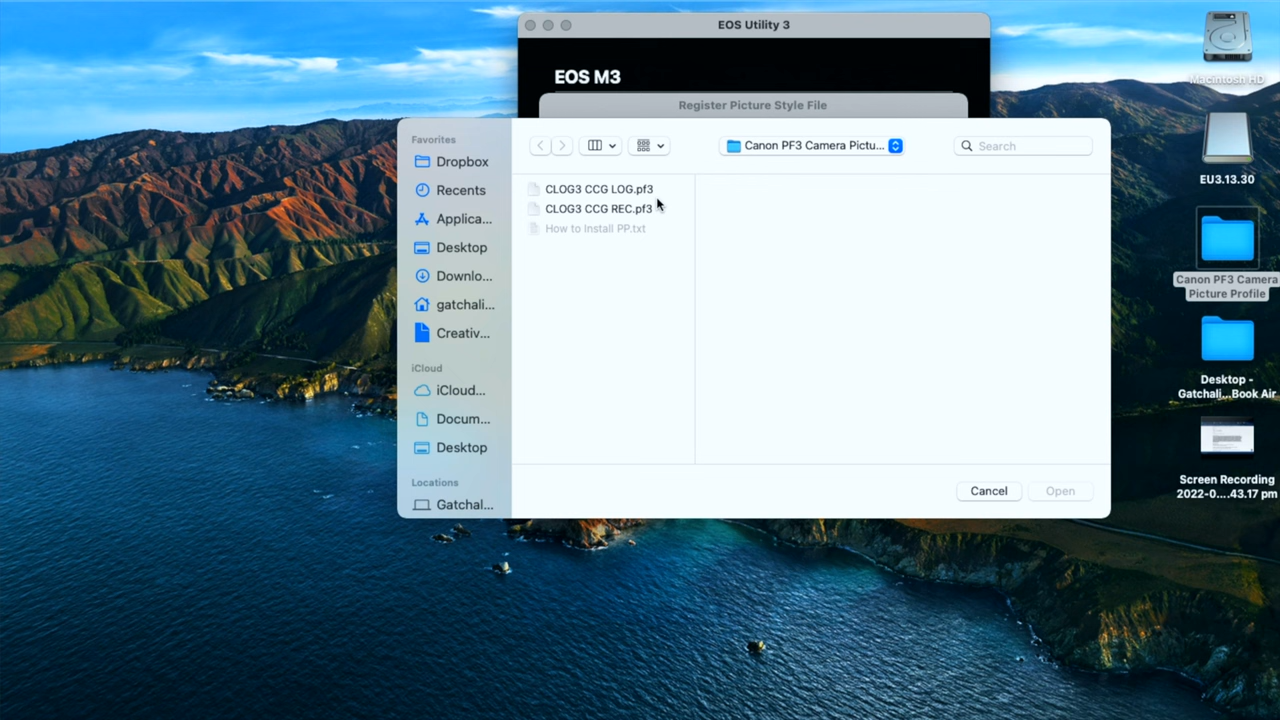 EOS Utility 3
EOS M3
Register Picture Style File
Favorites
Dropbox
Recents
Applica...
Desktop
Downlo...
gatchali...
Creativ...
iCloud
iCloud...
Docum...
Desktop
Locations
Gatchal...
Canon PF3 Camera Pictu...
Search
CLOG3 CCG LOG.pf3
CLOG3 CCG REC.pf3
How to Install PP.txt
Cancel
Open
Macintosh HD
EU3.13.30
Canon PF3 Camera
Picture Profile
Desktop -
Gatchali...Book Air
Screen Recording
2022-0....43.17 pm